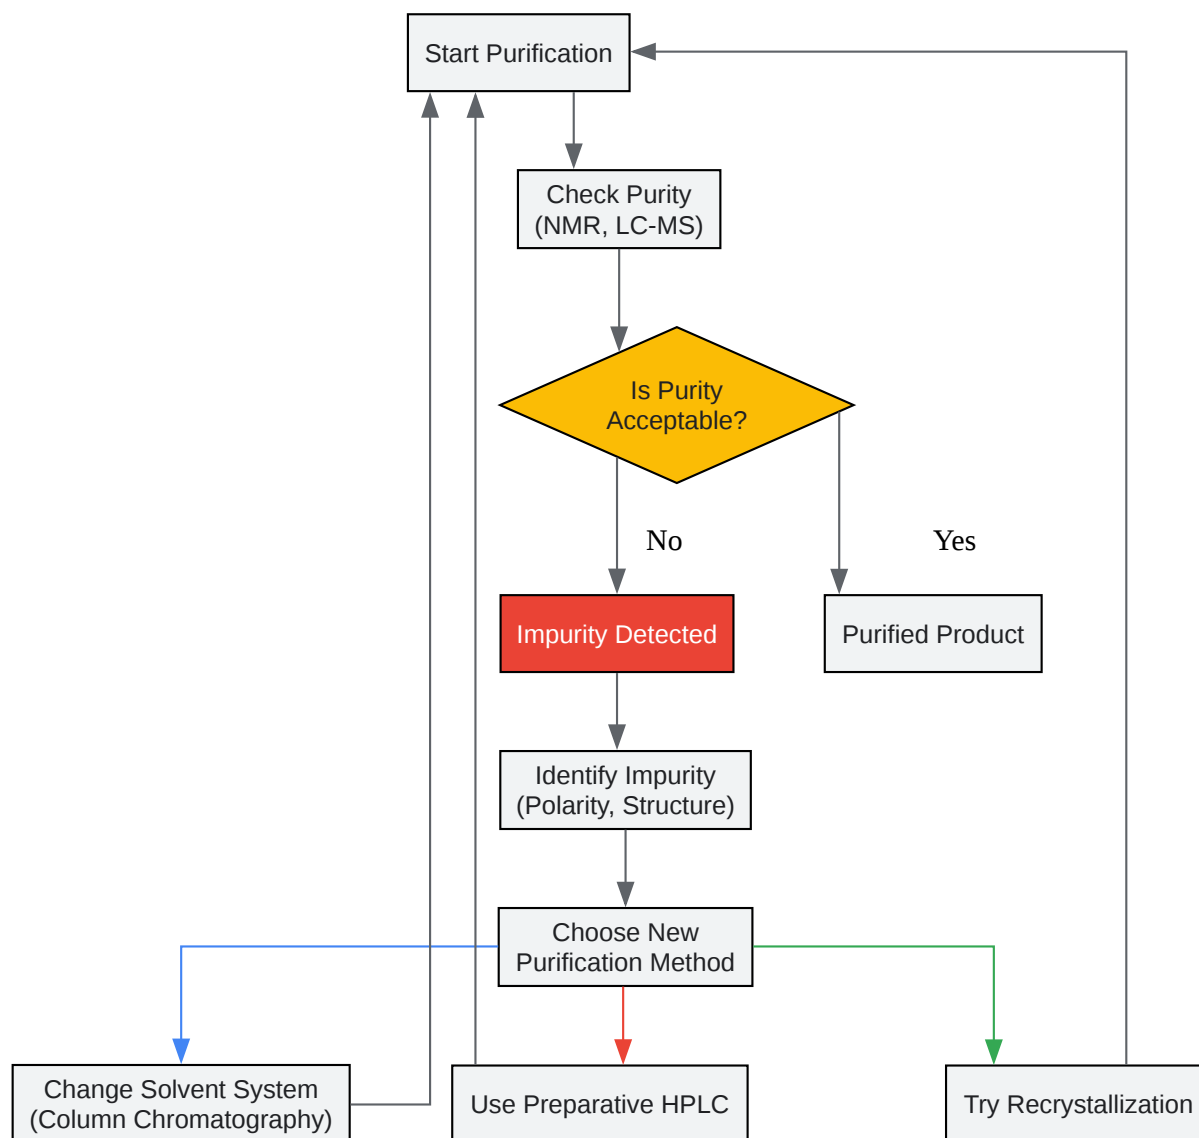 Start Purification
Check Purity
(NMR, LC-MS)
Is Purity
Acceptable?
No
Yes
Impurity Detected
Purified Product
Identify Impurity
(Polarity, Structure)
Choose New
Purification Method
Change Solvent System
(Column Chromatography)
Use Preparative HPLC
Try Recrystallization